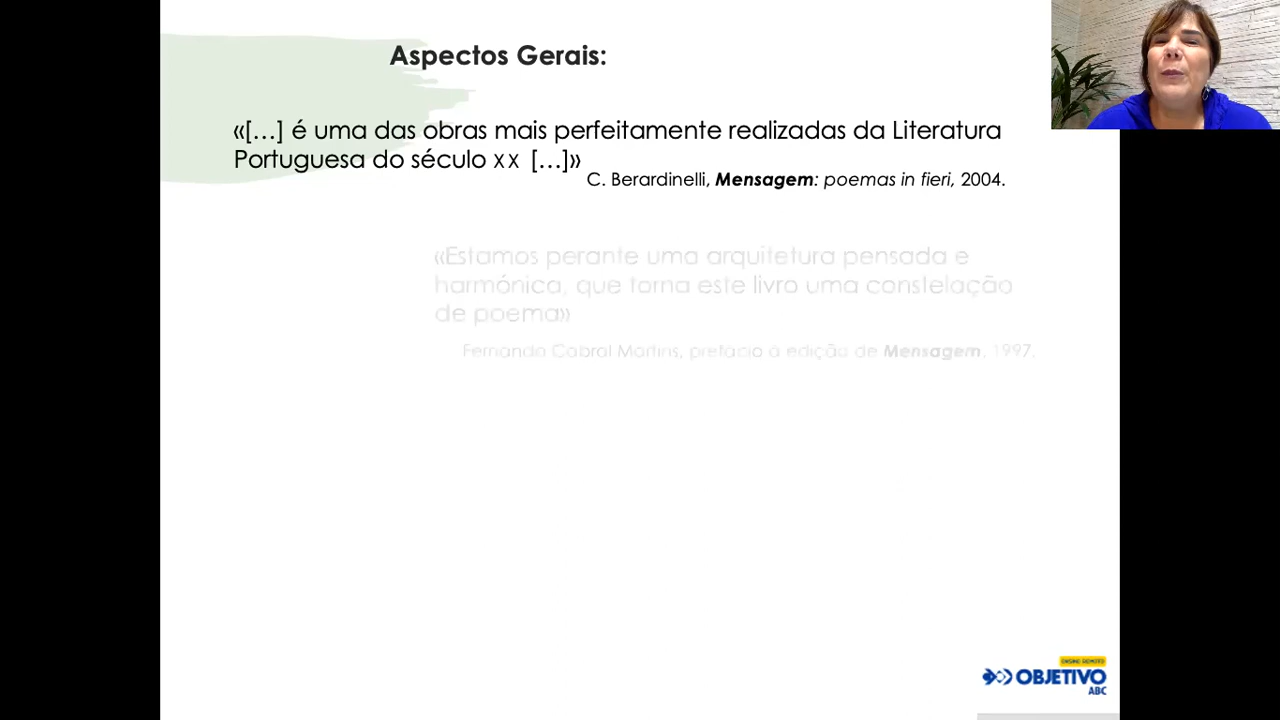 Aspectos Gerais:
«[...] é uma das obras mais perfeitamente realizadas da Literatura
Portuguesa do século xx [...]»
C. Berardinelli, Mensagem: poemas in fieri, 2004.
«Estamos perante uma arquitetura pensada e
harmónica, que torna este livro uma constelação
de poema»
Fernando Cabral Martins, prefácio à edição de Mensagem, 1997.
ENSINO REMOTO
OBJETIVO
ABC